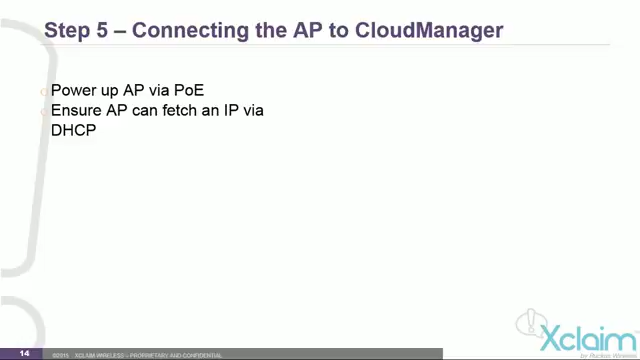 Step 5 – Connecting the AP to CloudManager
Power up AP via PoE
Ensure AP can fetch an IP via
DHCP
14
©2015 - XCLAIM WIRELESS – PROPRIETARY AND CONFIDENTIAL
Xclaim
by Ruckus Wireless